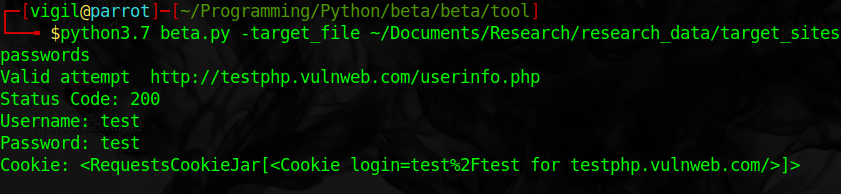 ┌─[vigil@parrot]─[~/Programming/Python/beta/beta/tool]
└──╼ $python3.7 beta.py -target_file ~/Documents/Research/research_data/target_sites
passwords
Valid attempt  http://testphp.vulnweb.com/userinfo.php
Status Code: 200
Username: test
Password: test
Cookie: <RequestsCookieJar[<Cookie login=test%2Ftest for testphp.vulnweb.com/>]>